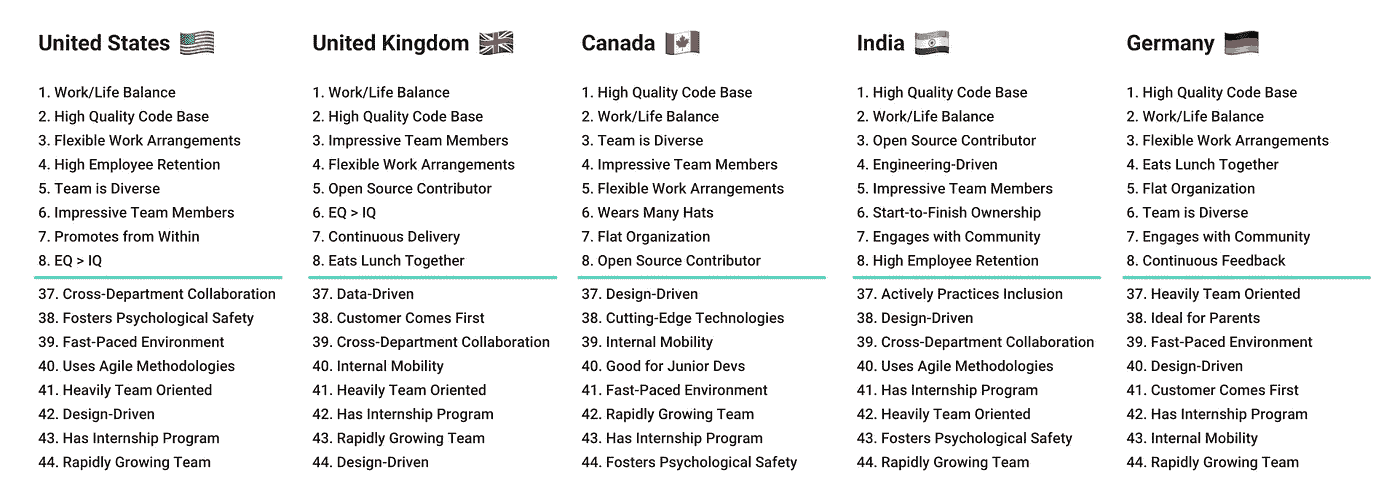 United States
1. Work/Life Balance
2. High Quality Code Base
3. Flexible Work Arrangements
4. High Employee Retention
5. Team is Diverse
6. Impressive Team Members
7. Promotes from Within
8. EQ > IQ
37. Cross-Department Collaboration
38. Fosters Psychological Safety
39. Fast-Paced Environment
40. Uses Agile Methodologies
41. Heavily Team Oriented
42. Design-Driven
43. Has Internship Program
44. Rapidly Growing Team
United Kingdom
1. Work/Life Balance
2. High Quality Code Base
3. Impressive Team Members
4. Flexible Work Arrangements
5. Open Source Contributor
6. EQ > IQ
7. Continuous Delivery
8. Eats Lunch Together
37. Data-Driven
38. Customer Comes First
39. Cross-Department Collaboration
40. Internal Mobility
41. Heavily Team Oriented
42. Has Internship Program
43. Rapidly Growing Team
44. Design-Driven
Canada
1. High Quality Code Base
2. Work/Life Balance
3. Team is Diverse
4. Impressive Team Members
5. Flexible Work Arrangements
6. Wears Many Hats
7. Flat Organization
8. Open Source Contributor
37. Design-Driven
38. Cutting-Edge Technologies
39. Internal Mobility
40. Good for Junior Devs
41. Fast-Paced Environment
42. Rapidly Growing Team
43. Has Internship Program
44. Fosters Psychological Safety
India
1. High Quality Code Base
2. Work/Life Balance
3. Open Source Contributor
4. Engineering-Driven
5. Impressive Team Members
6. Start-to-Finish Ownership
7. Engages with Community
8. High Employee Retention
37. Actively Practices Inclusion
38. Design-Driven
39. Cross-Department Collaboration
40. Uses Agile Methodologies
41. Has Internship Program
42. Heavily Team Oriented
43. Fosters Psychological Safety
44. Rapidly Growing Team
Germany
1. High Quality Code Base
2. Work/Life Balance
3. Flexible Work Arrangements
4. Eats Lunch Together
5. Flat Organization
6. Team is Diverse
7. Engages with Community
8. Continuous Feedback
37. Heavily Team Oriented
38. Ideal for Parents
39. Fast-Paced Environment
40. Design-Driven
41. Customer Comes First
42. Has Internship Program
43. Internal Mobility
44. Rapidly Growing Team